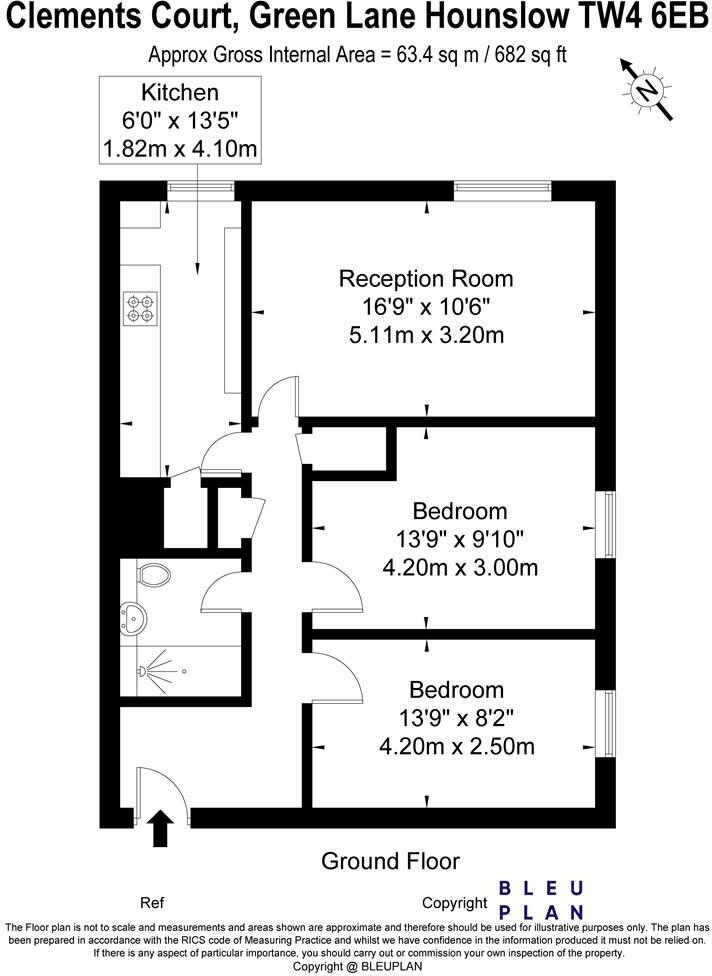 Clements Court, Green Lane Hounslow TW4 6EB
Approx Gross Internal Area = 63.4 sq m / 682 sq ft
N
Kitchen
6'0" x 13'5"
1.82m x 4.10m
Reception Room
16'9" x 10'6"
5.11m x 3.20m
Bedroom
13'9" x 9'10"
4.20m x 3.00m
Bedroom
13'9" x 8'2"
4.20m x 2.50m
Ground Floor
Ref
Copyright
BLEU
PLAN
The Floor plan is not to scale and measurements and areas shown are approximate and therefore should be used for illustrative purposes only. The plan has
been prepared in accordance with the RICS code of Measuring Practice and whilst we have confidence in the information produced it must not be relied on.
If there is any aspect of particular importance, you should carry out or commission your own inspection of the property.
Copyright @ BLEUPLAN